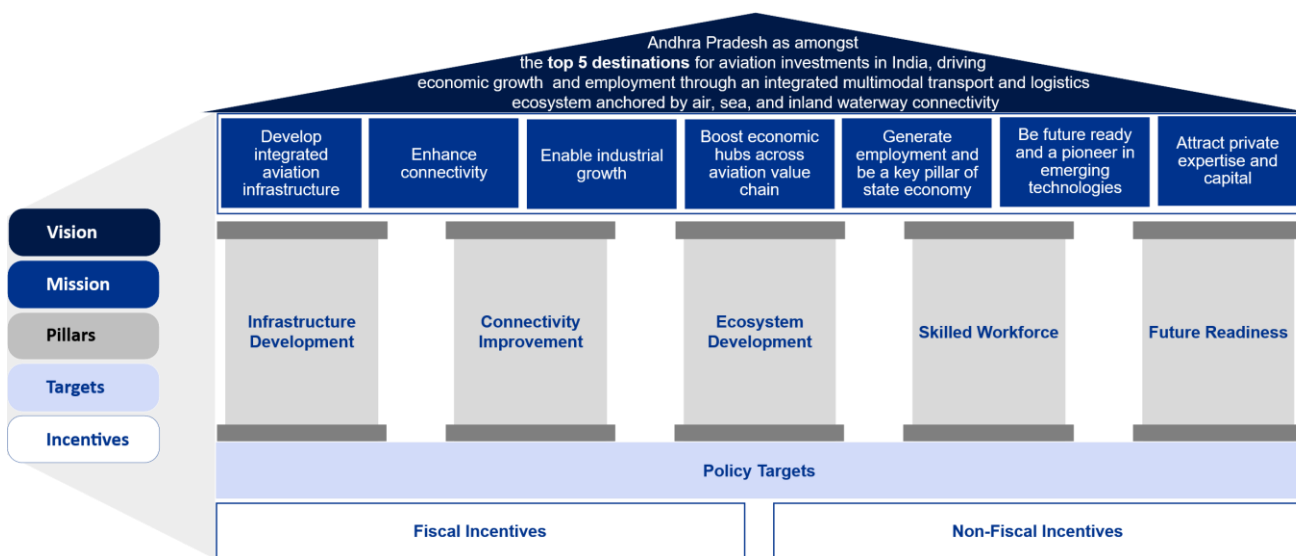 Andhra Pradesh as amongst
the top 5 destinations for aviation investments in India, driving
economic growth and employment through an integrated multimodal transport and logistics
ecosystem anchored by air, sea, and inland waterway connectivity
Develop
integrated
aviation
infrastructure
Enhance
connectivity
Enable industrial
growth
Boost economic
hubs across
aviation value
chain
Generate
employment and
be a key pillar of
state economy
Be future ready
and a pioneer in
emerging
technologies
Attract private
expertise and
capital
Vision
Mission
Pillars
Targets
Incentives
Infrastructure
Development
Connectivity
Improvement
Ecosystem
Development
Skilled Workforce
Future Readiness
Policy Targets
Fiscal Incentives
Non-Fiscal Incentives